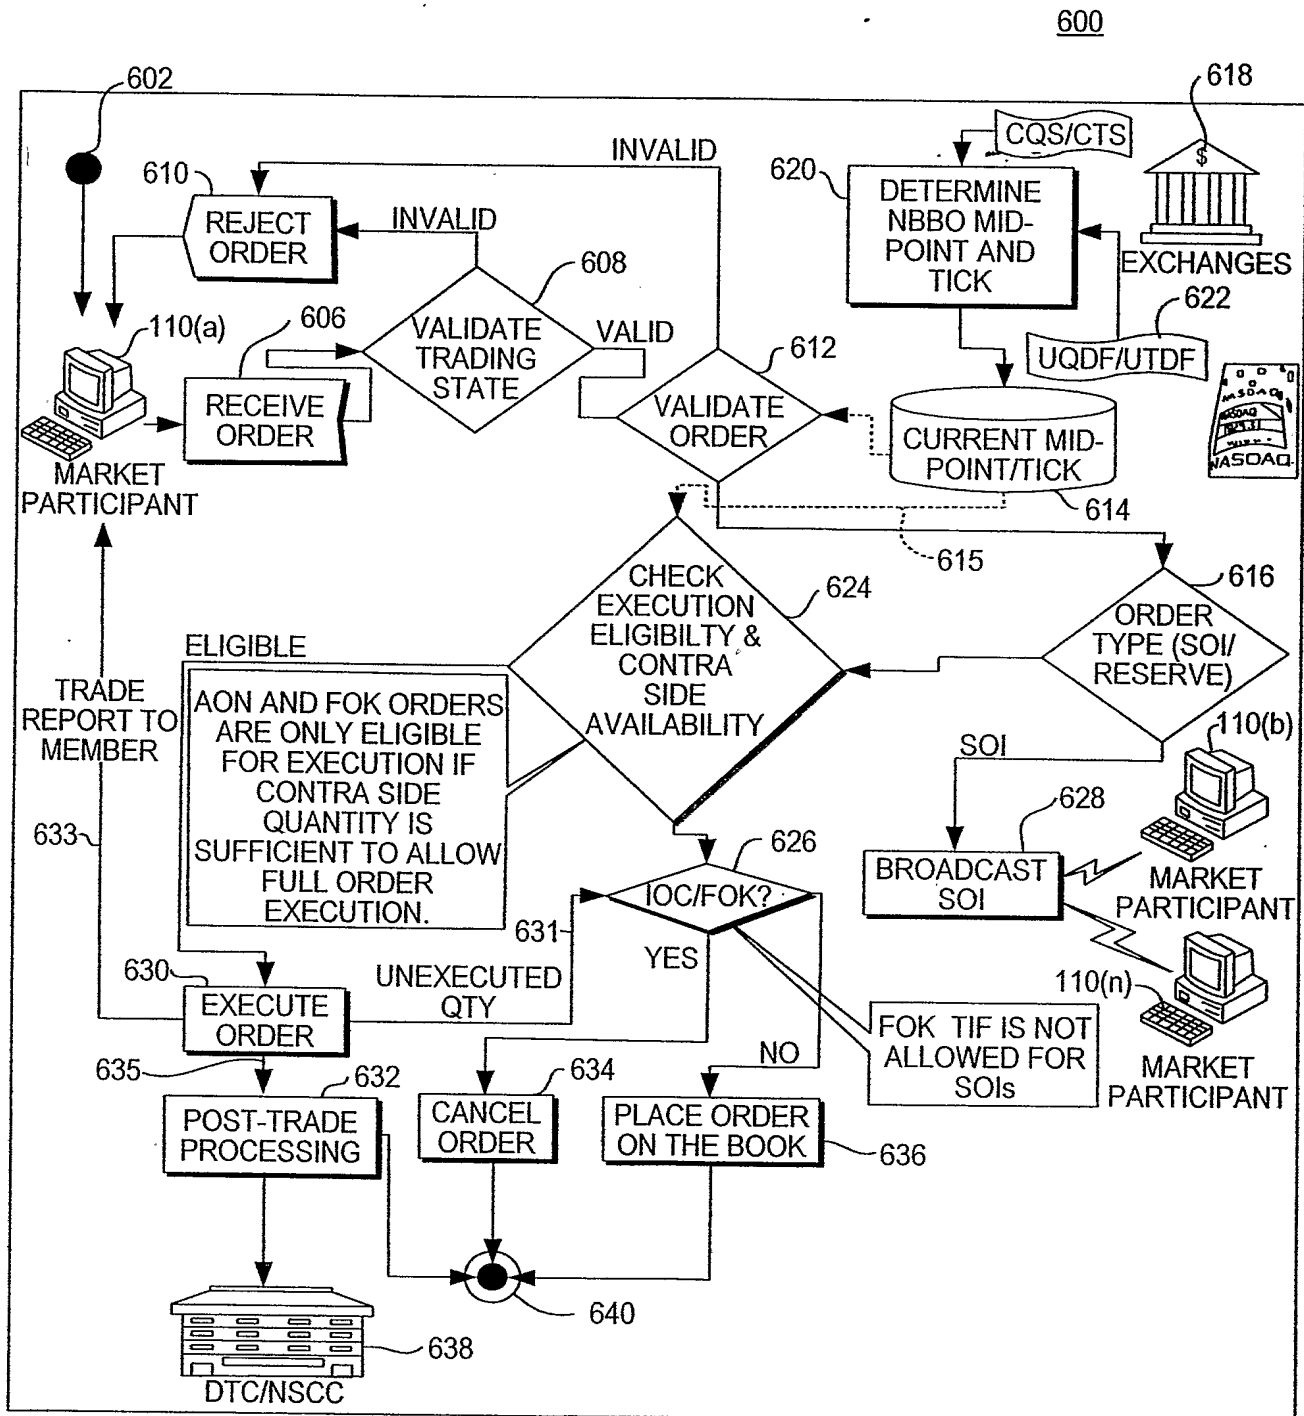 600
602
618
CQS/CTS
INVALID
610
620
DETERMINE
NBBO MID-
POINT AND
TICK
$
REJECT
ORDER
INVALID
608
EXCHANGES
622
110(a)
606
VALIDATE
TRADING
STATE
VALID
612
UQDF/UTDF
RECEIVE
ORDER
VALIDATE
ORDER
CURRENT MID-
POINT/TICK
NASDAQ
MARKET
PARTICIPANT
614
615
CHECK
EXECUTION
ELIGIBILTY &
CONTRA
SIDE
AVAILABILITY
624
616
ORDER
TYPE (SOI/
RESERVE)
ELIGIBLE
TRADE
REPORT TO
MEMBER
AON AND FOK ORDERS
ARE ONLY ELIGIBLE
FOR EXECUTION IF
CONTRA SIDE
QUANTITY IS
SUFFICIENT TO ALLOW
FULL ORDER
EXECUTION.
SOI
110(b)
628
633
626
BROADCAST
SOI
MARKET
PARTICIPANT
IOC/FOK?
631
YES
630
UNEXECUTED
QTY
EXECUTE
ORDER
110(n)
FOK TIF IS NOT
ALLOWED FOR
SOIs
NO
MARKET
PARTICIPANT
635
632
634
POST-TRADE
PROCESSING
CANCEL
ORDER
PLACE ORDER
ON THE BOOK
636
640
638
DTC/NSCC